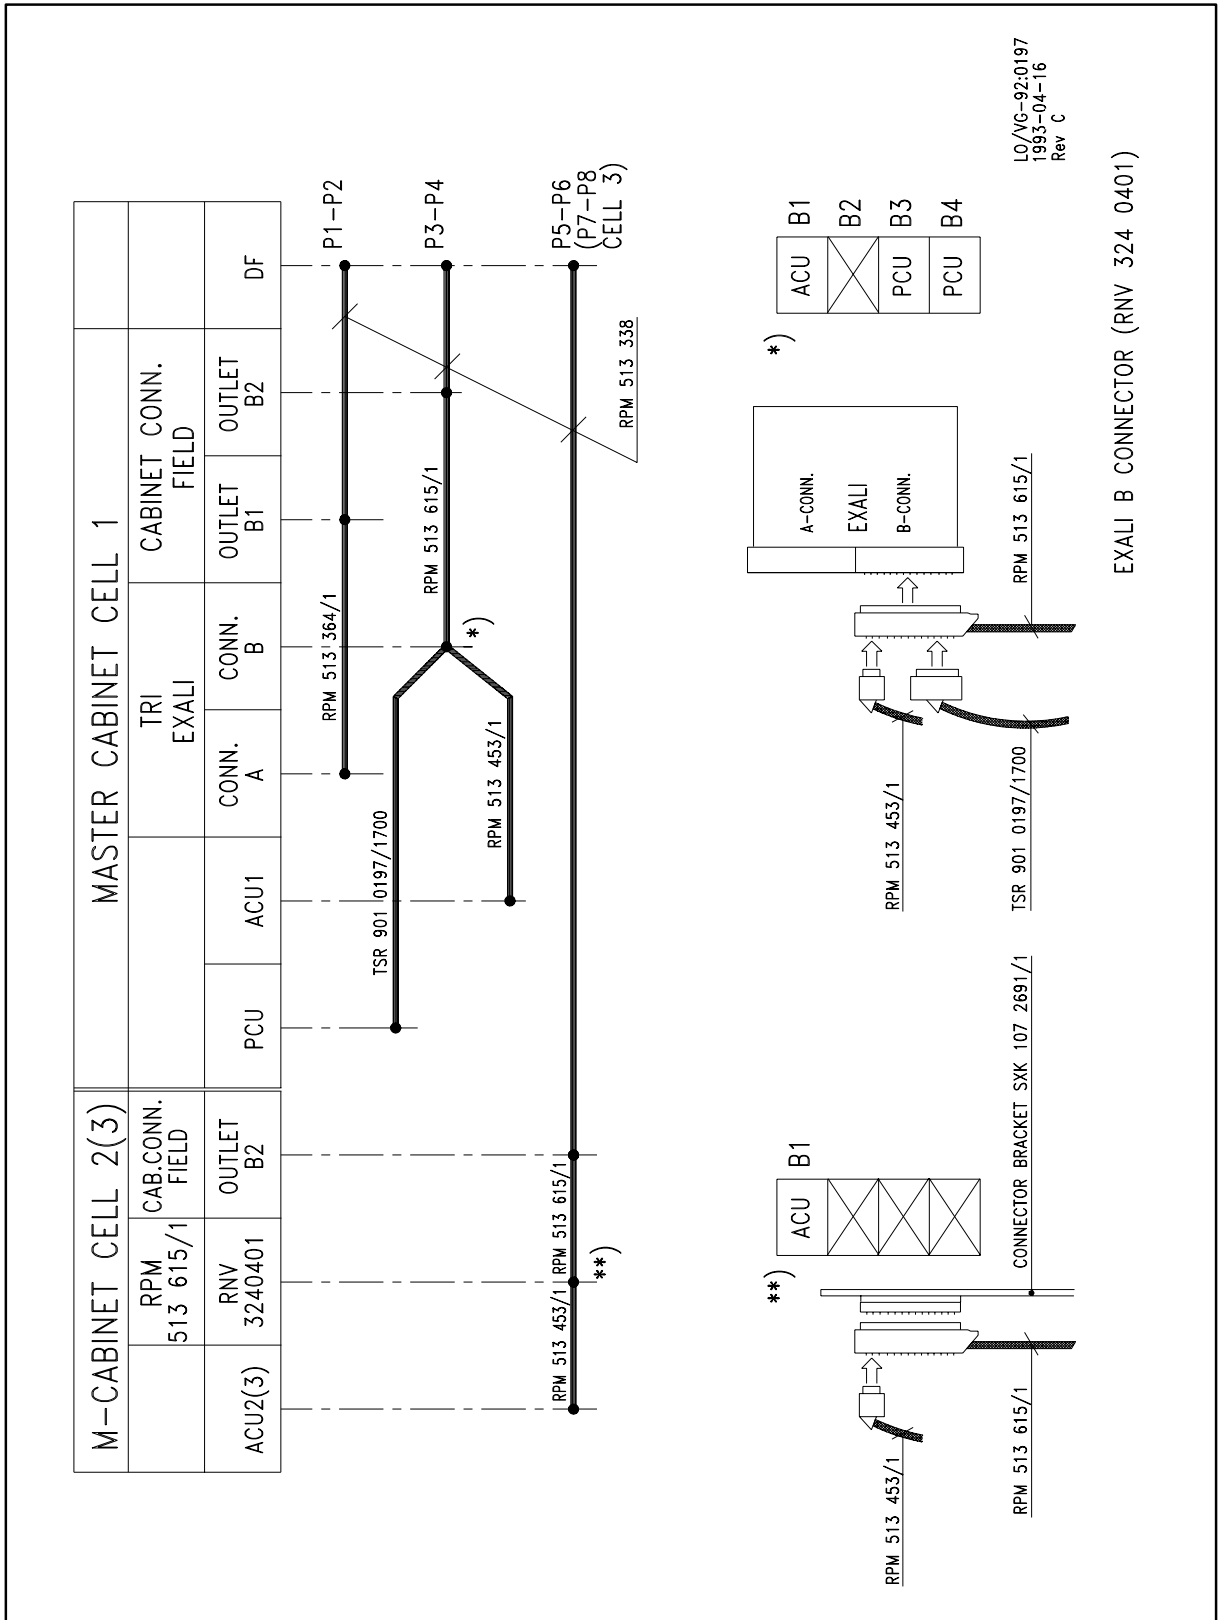 M-CABINET CELL 2(3)
MASTER CABINET CELL 1
RPM
513 615/1
CAB.CONN.
FIELD
TRI
EXALI
CABINET CONN.
FIELD
ACU2(3)
RNV
3240401
OUTLET
B2
PCU
ACU1
CONN.
A
CONN.
B
OUTLET
B1
OUTLET
B2
DF
RPM 513 364/1
P1-P2
TSR 901 0197/1700
RPM 513 615/1
P3-P4
*)
RPM 513 453/1
RPM 513 453/1
RPM 513 615/1
P5-P6
(P7-P8
CELL 3)
**)
RPM 513 338
**)
ACU
B1
CONNECTOR BRACKET SXK 107 2691/1
RPM 513 453/1
RPM 513 615/1
*)
ACU
B1
B2
PCU
B3
PCU
B4
A-CONN.
EXALI
B-CONN.
RPM 513 453/1
TSR 901 0197/1700
RPM 513 615/1
LO/VG-92:0197
1993-04-16
Rev C
EXALI B CONNECTOR (RNV 324 0401)